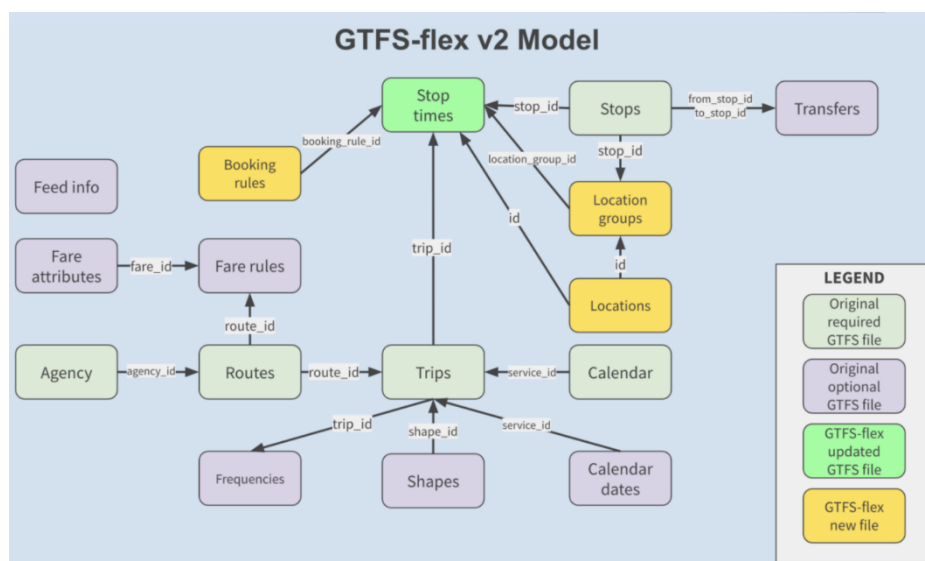 GTFS-flex v2 Model
Stop
times
stop_id
Stops
from_stop_id
to_stop_id
Transfers
booking_rule_id
stop_id
location_group_id
Booking
rules
Feed info
Location
groups
id
trip_id
id
Fare
attributes
fare_id
Fare rules
Locations
route_id
Agency
agency_id
Routes
route_id
Trips
service_id
Calendar
trip_id
shape_id
service_id
Frequencies
Shapes
Calendar
dates
LEGEND
Original
required
GTFS file
Original
optional
GTFS file
GTFS-flex
updated
GTFS file
GTFS-flex
new file